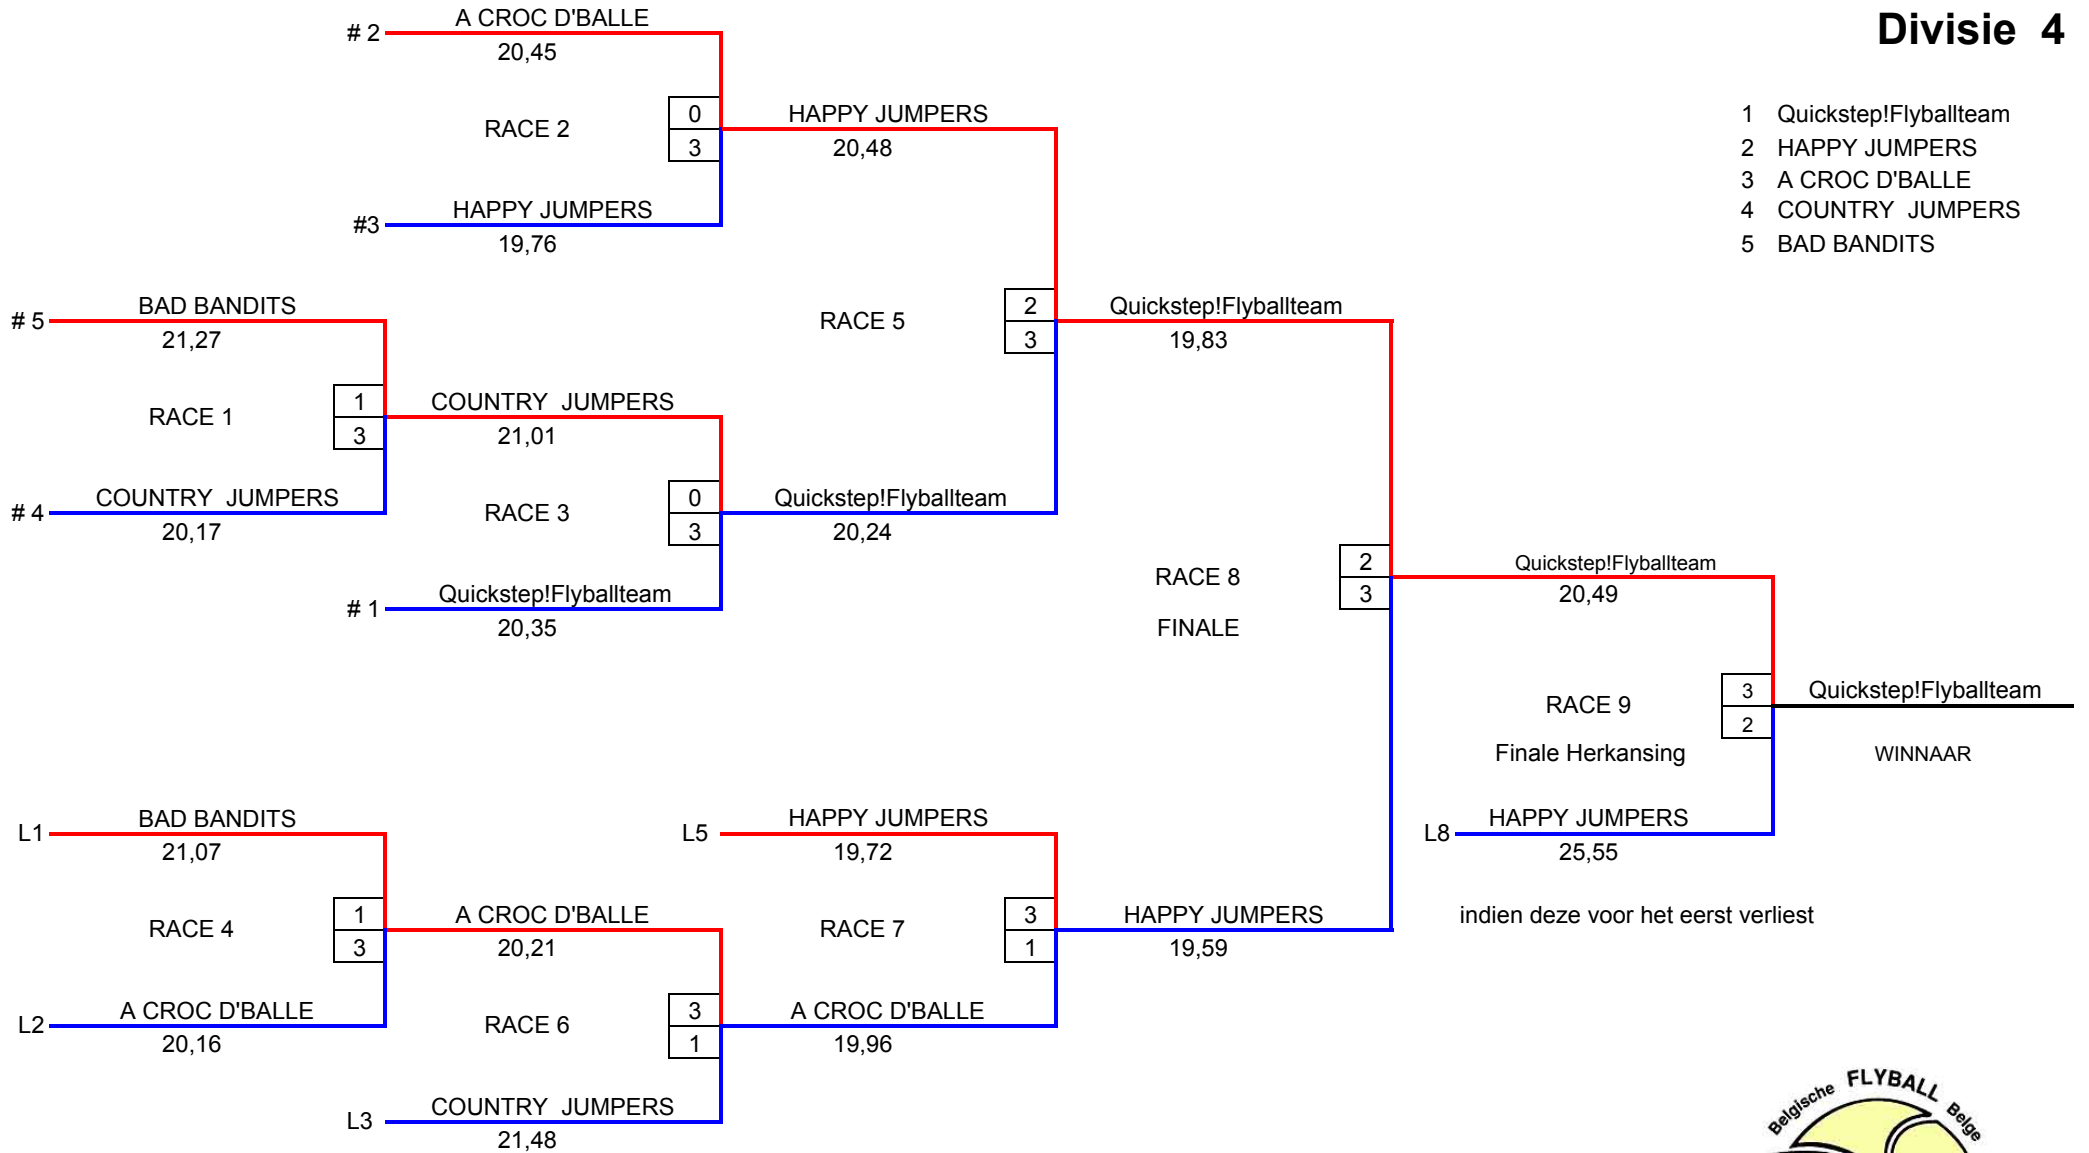 Divisie 4
1 Quickstep!Flyballteam
2 HAPPY JUMPERS
3 A CROC D'BALLE
4 COUNTRY JUMPERS
5 BAD BANDITS
# 2 A CROC D'BALLE
20,45
RACE 2
0
3
#3 HAPPY JUMPERS
19,76
# 5 BAD BANDITS
21,27
RACE 1
1
3
# 4 COUNTRY JUMPERS
20,17
COUNTRY JUMPERS
21,01
RACE 3
0
3
# 1 Quickstep!Flyballteam
20,35
HAPPY JUMPERS
20,48
RACE 5
2
3
Quickstep!Flyballteam
20,24
Quickstep!Flyballteam
19,83
RACE 8
2
3
FINALE
L1 BAD BANDITS
21,07
RACE 4
1
3
L2 A CROC D'BALLE
20,16
A CROC D'BALLE
20,21
RACE 6
3
1
L3 COUNTRY JUMPERS
21,48
L5 HAPPY JUMPERS
19,72
RACE 7
3
1
A CROC D'BALLE
19,96
HAPPY JUMPERS
19,59
Quickstep!Flyballteam
20,49
RACE 9
3
2
Finale Herkansing
L8 HAPPY JUMPERS
25,55
indien deze voor het eerst verliest
Quickstep!Flyballteam
WINNAAR
Belgische FLYBALL Belge